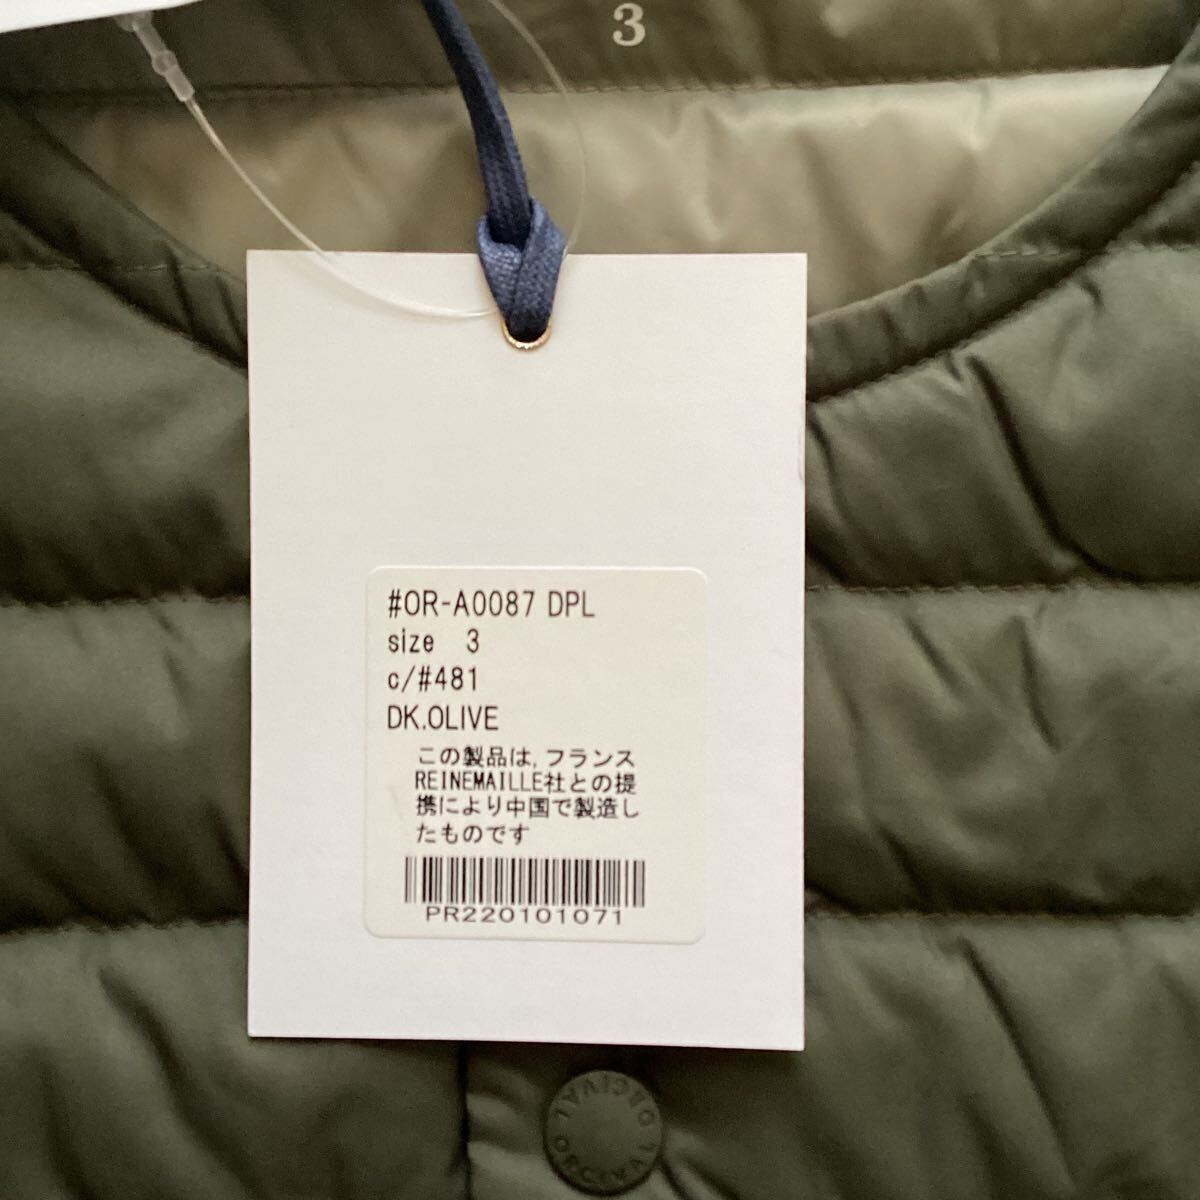 3
#OR-A0087 DPL
size 3
c/#481
DK.OLIVE
この製品は,フランス
REINEMAILLE社との提
携により中国で製造し
たものです
PR220101071
ORCIVAL ORCIVAL